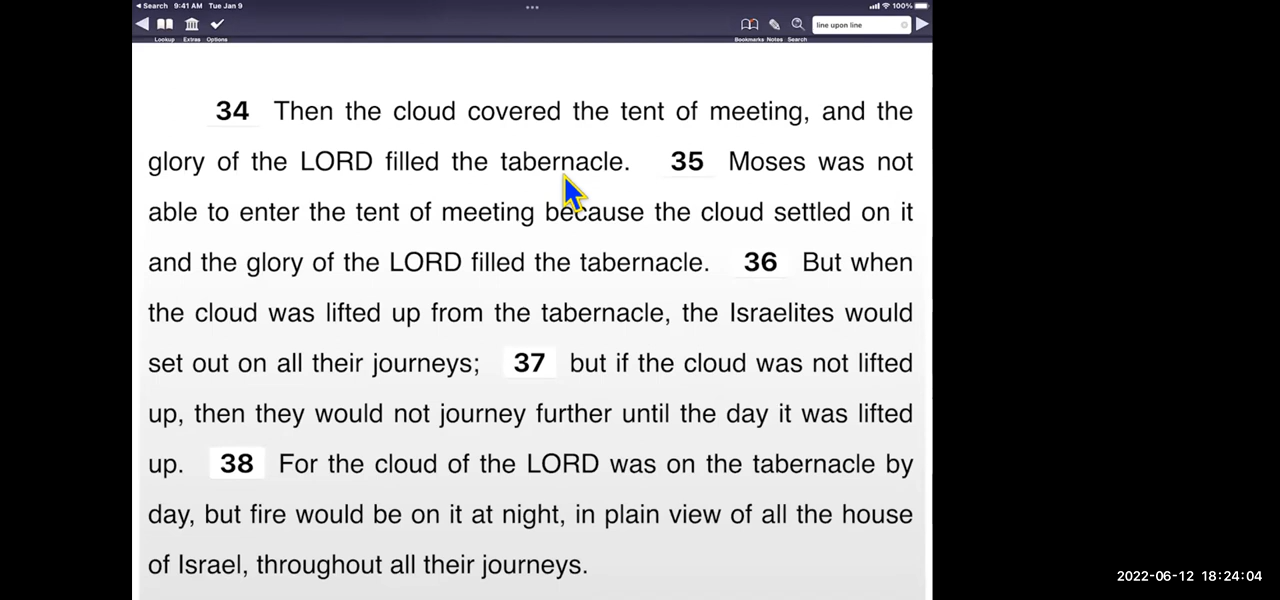 Search 9:41 AM Tue Jan 9 100%
line upon line
Lookup Extras Options Bookmarks Notes Search
34 Then the cloud covered the tent of meeting, and the
glory of the LORD filled the tabernacle. 35 Moses was not
able to enter the tent of meeting because the cloud settled on it
and the glory of the LORD filled the tabernacle. 36 But when
the cloud was lifted up from the tabernacle, the Israelites would
set out on all their journeys; 37 but if the cloud was not lifted
up, then they would not journey further until the day it was lifted
up. 38 For the cloud of the LORD was on the tabernacle by
day, but fire would be on it at night, in plain view of all the house
of Israel, throughout all their journeys.
2022-06-12 18:24:04